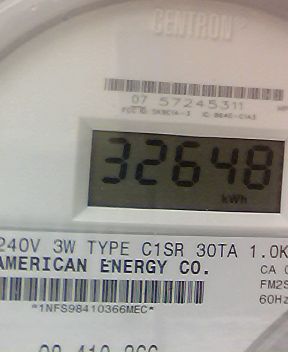 CENTRON®
07 57245311
32648
kWh
240V 3W TYPE C1SR 30TA 1.0K
AMERICAN ENERGY CO.
CA
FM2S
60Hz
*1NFS98410366MEC*